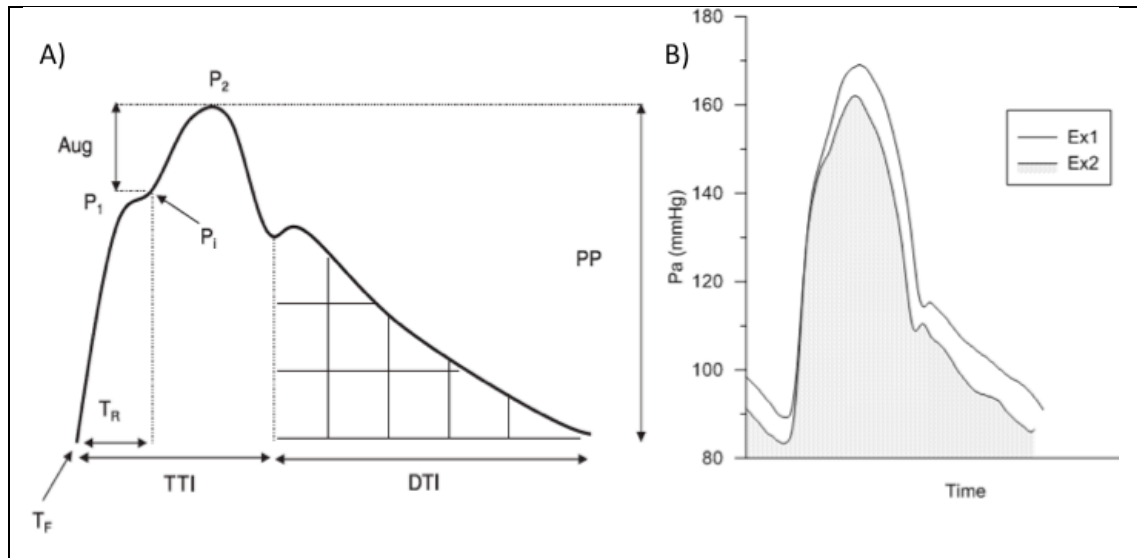 A)
P2
Aug
P1
Pi
PP
TR
TTI
DTI
TF
B)
180
160
140
120
100
80
Pa (mmHg)
Ex1
Ex2
Time